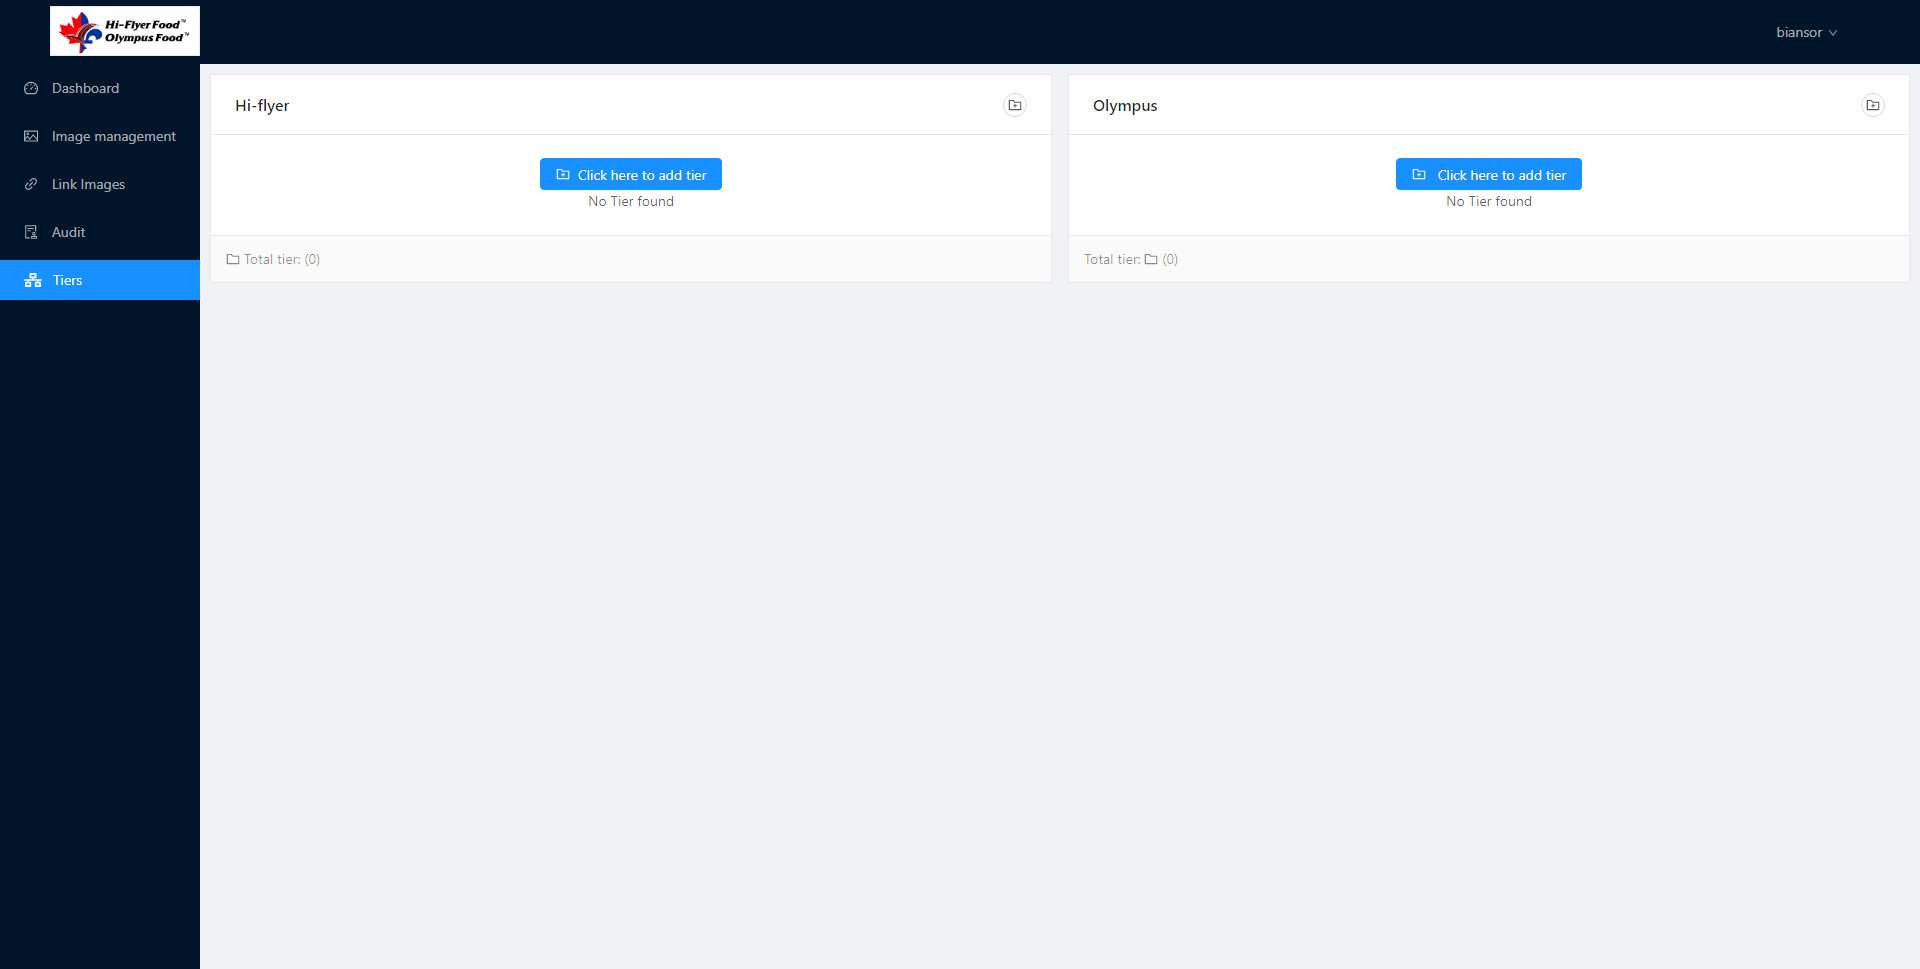 Hi-Flyer Food™
Olympus Food™
biansor
Dashboard
Image management
Link Images
Audit
Tiers
Hi-flyer
Click here to add tier
No Tier found
Total tier: (0)
Olympus
Click here to add tier
No Tier found
Total tier: (0)